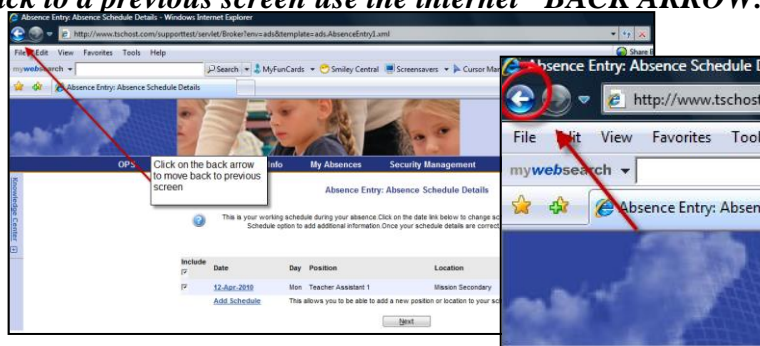 ck to a previous screen use the internet "BACK ARROW.
Absence Entry: Absence Schedule Details - Windows Internet Explorer
http://www.tschost.com/supporttest/servlet/Broker?env=ads&template=ads.AbsenceEntry1.xml
File Edit View Favorites Tools Help
Share
mywebsearch Search MyFunCards Smiley Central Screensavers Cursor Man
Absence Entry: Absence Schedule Details
OPS Info My Absences Security Management
Click on the back arrow
to move back to previous
screen
Knowledge Center
Absence Entry: Absence Schedule Details
This is your working schedule during your absence.Click on the date link below to change sc
Schedule option to add additional information.Once your schedule details are correct
Include
Date Day Position Location
12-Apr-2010 Mon Teacher Assistant 1 Mission Secondary
Add Schedule This allows you to be able to add a new position or location to your sc
Next
Absence Entry: Absence Schedule D
http://www.tschost
File Edit View Favorites Tool
mywebsearch
Absence Entry: Absen